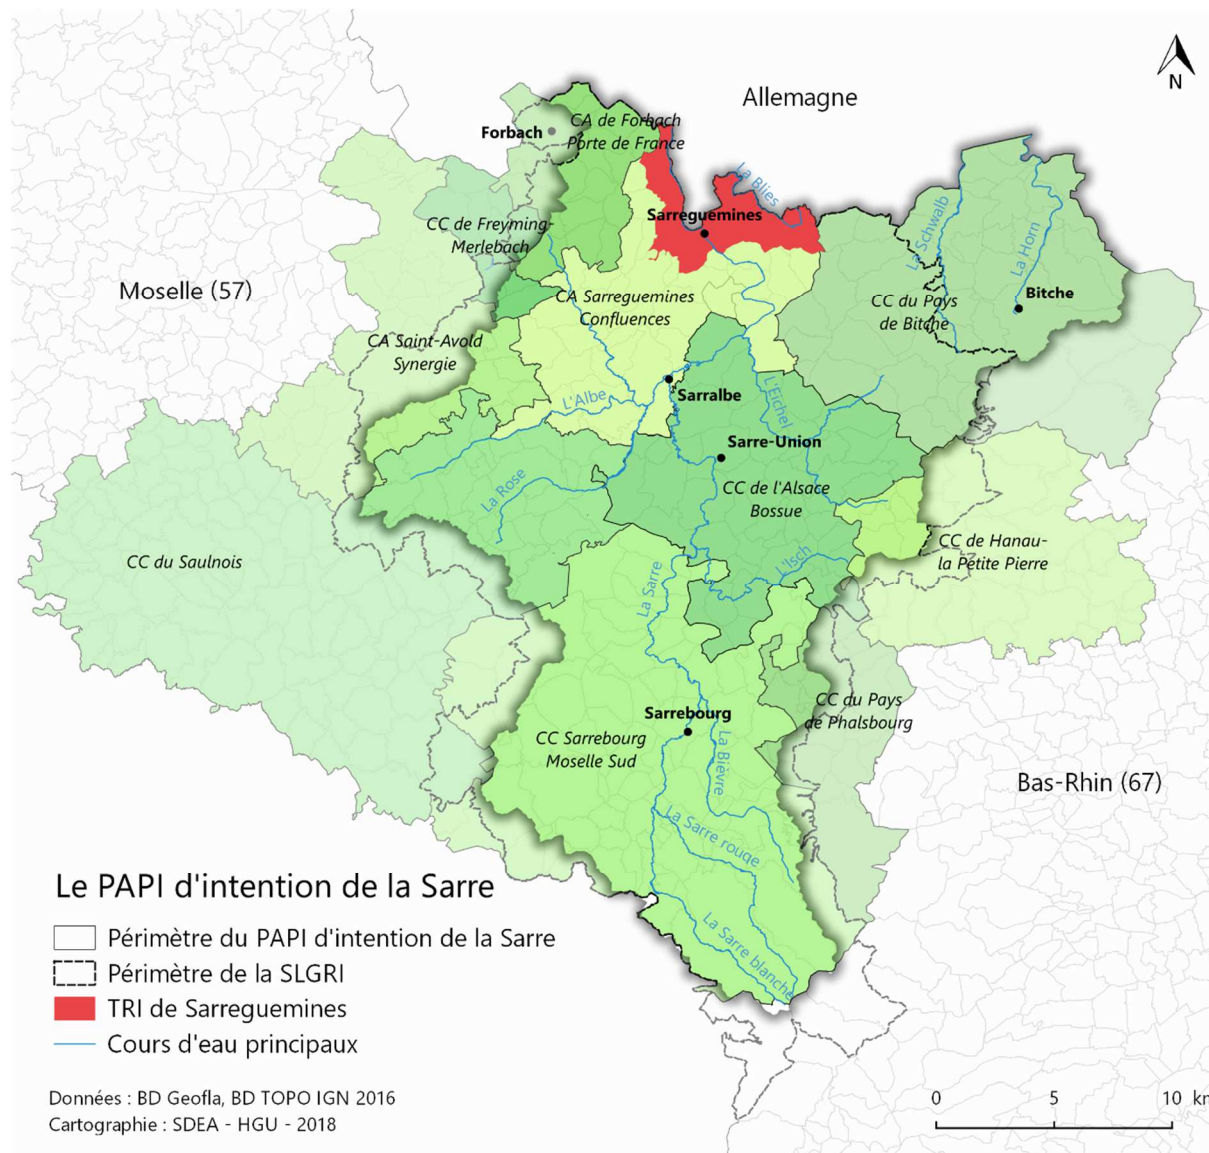 Allemagne
N
CA de Forbach
Porte de France
Forbach
La Blies
Sarreguemines
CC de Freyming-
Merlebach
La Schwalb
La Horn
Moselle (57)
CA Sarreguemines
Confluences
CC du Pays
de Bitche
Bitche
CA Saint-Avold
Synergie
L'Albe
Sarralbe
L'Eichel
Sarre-Union
La Rose
CC de l'Alsace
Bossue
CC du Saulnois
CC de Hanau-
la Petite Pierre
L'Isch
La Sarre
CC du Pays
de Phalsbourg
Sarrebourg
CC Sarrebourg
Moselle Sud
La Bièvre
Bas-Rhin (67)
La Sarre rouge
La Sarre blanche
Le PAPI d'intention de la Sarre
Périmètre du PAPI d'intention de la Sarre
Périmètre de la SLGRI
TRI de Sarreguemines
Cours d'eau principaux
Données : BD Geofla, BD TOPO IGN 2016
Cartographie : SDEA - HGU - 2018
0 5 10 km